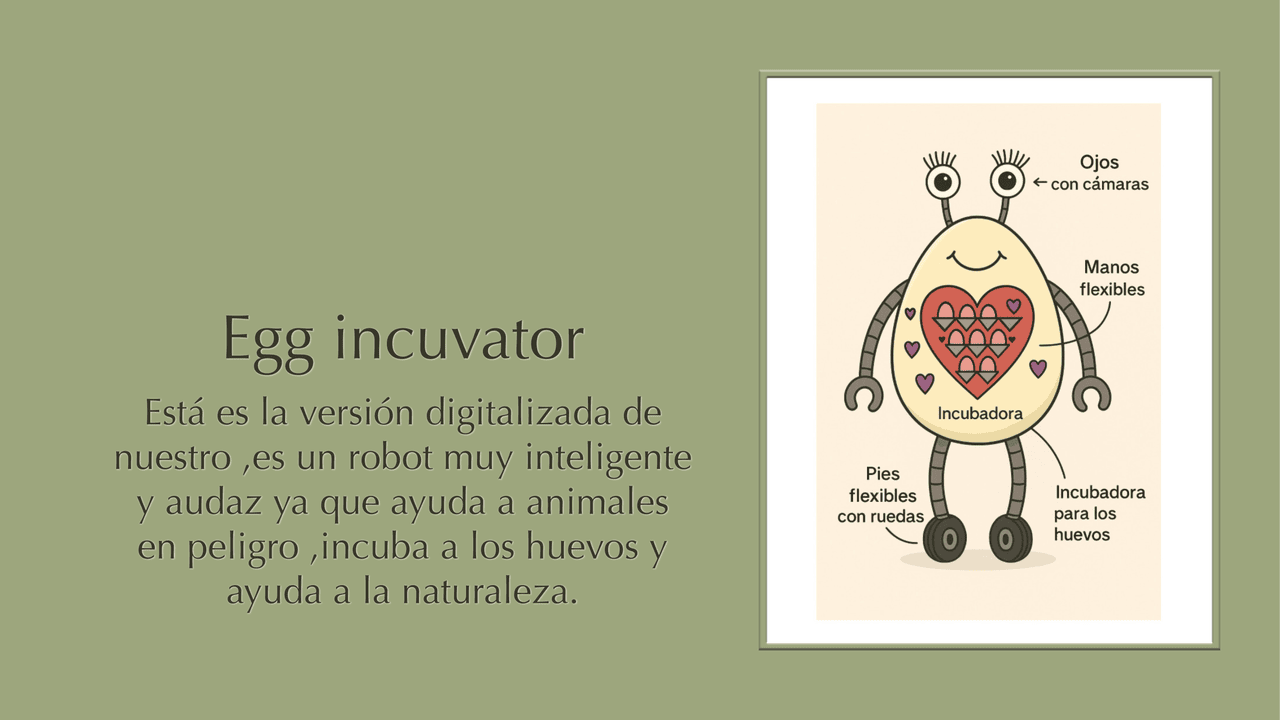 Egg incuvator
Está es la versión digitalizada de
nuestro ,es un robot muy inteligente
y audaz ya que ayuda a animales
en peligro ,incuba a los huevos y
ayuda a la naturaleza.
Ojos
←con cámaras
Manos
flexibles
Incubadora
Pies
flexibles
con ruedas
Incubadora
para los
huevos